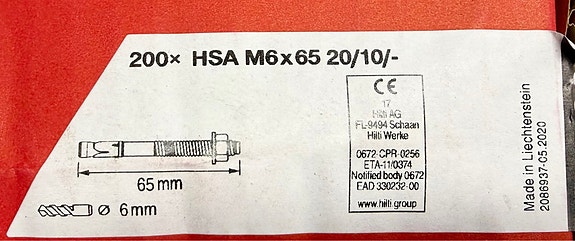 200x HSA M6x65 20/10/-
CE
17
Hilti AG
FL-9494 Schaan
Hilti Werke
0672-CPR-0256
ETA-11/0374
Notified body 0672
EAD 330232-00
www.hilti.group
65 mm
Ø 6 mm
Made in Liechtenstein
2086937-05.2020